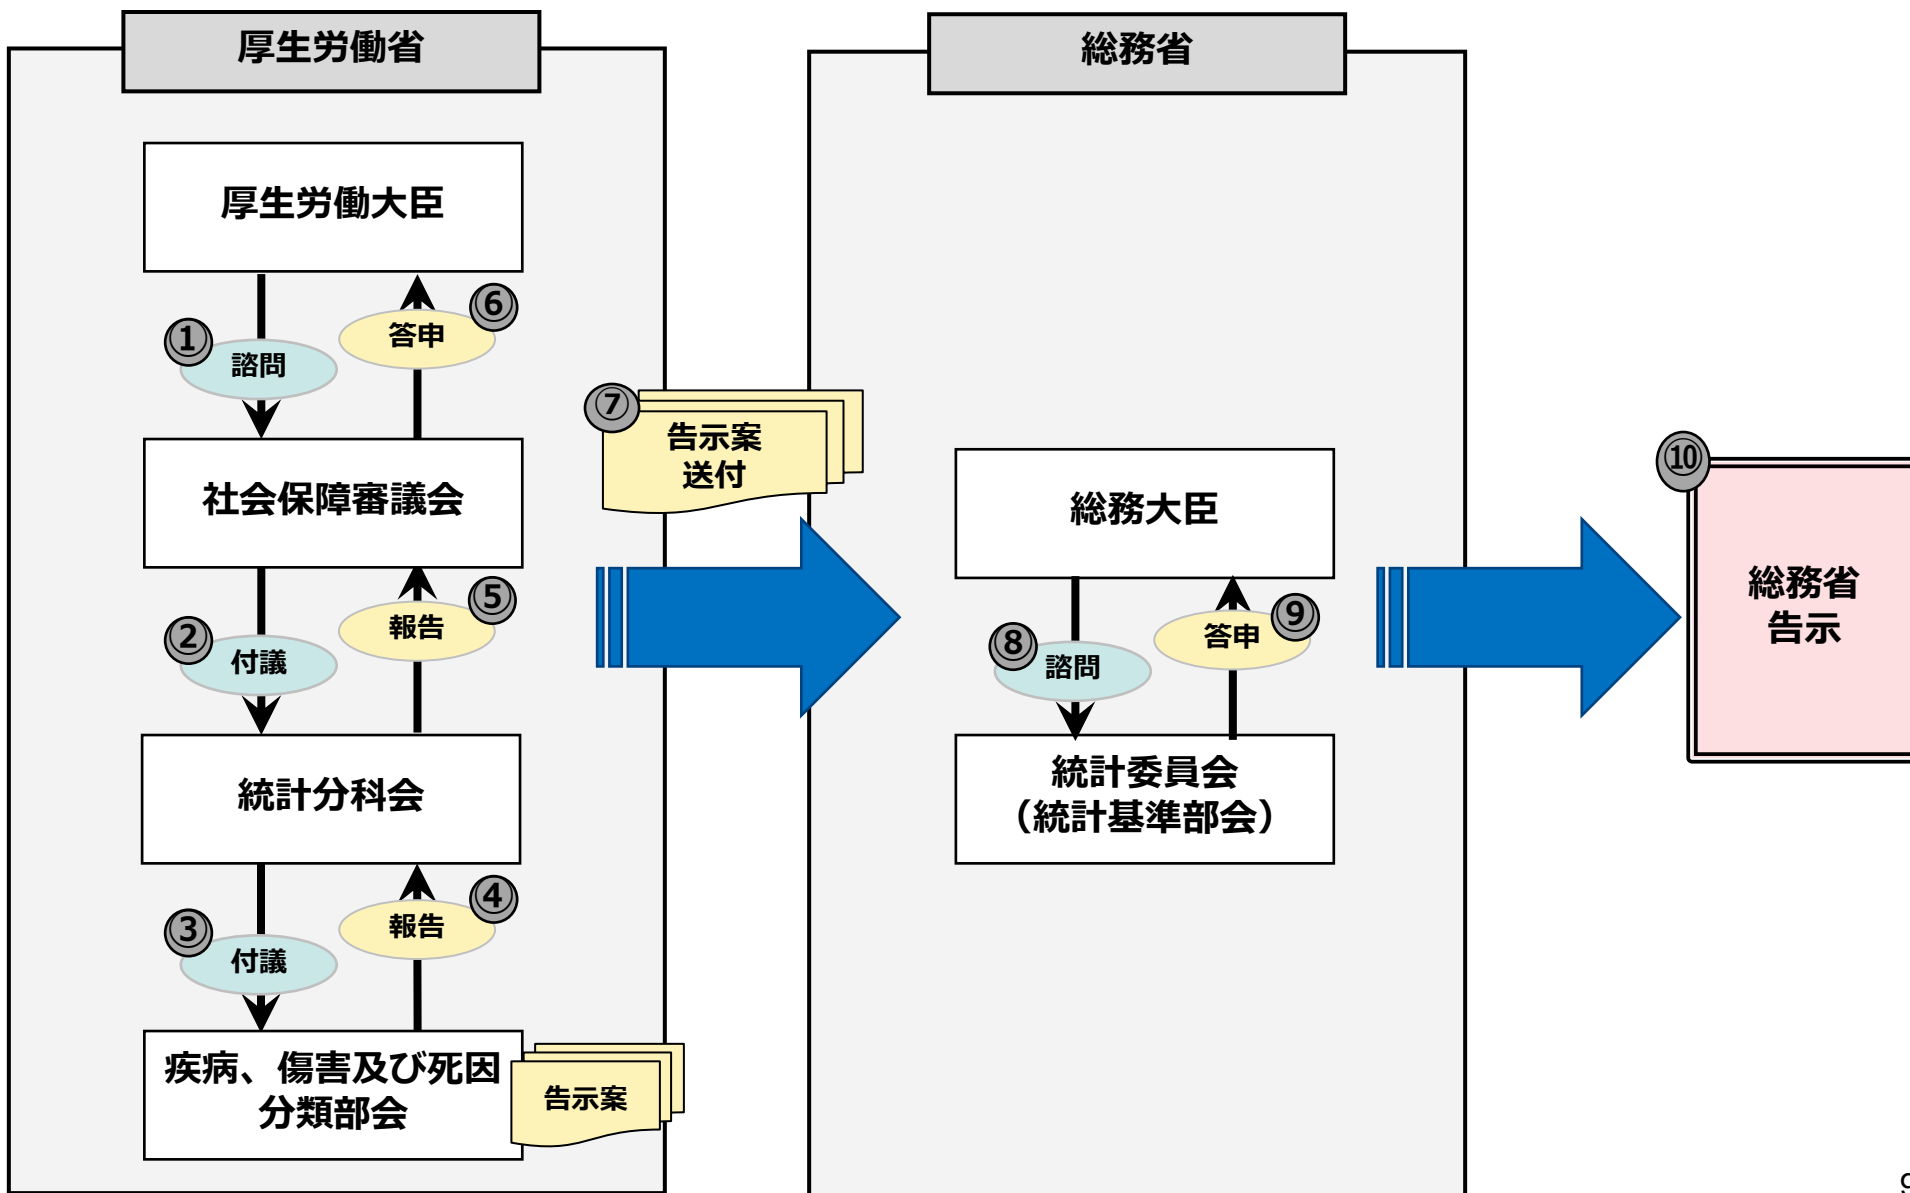 厚生労働省
厚生労働大臣
①
諮問
⑥
答申
社会保障審議会
②
付議
⑤
報告
統計分科会
③
付議
④
報告
疾病、傷害及び死因
分類部会
告示案
⑦
告示案
送付
総務省
総務大臣
⑧
諮問
⑨
答申
統計委員会
（統計基準部会）
⑩
総務省
告示